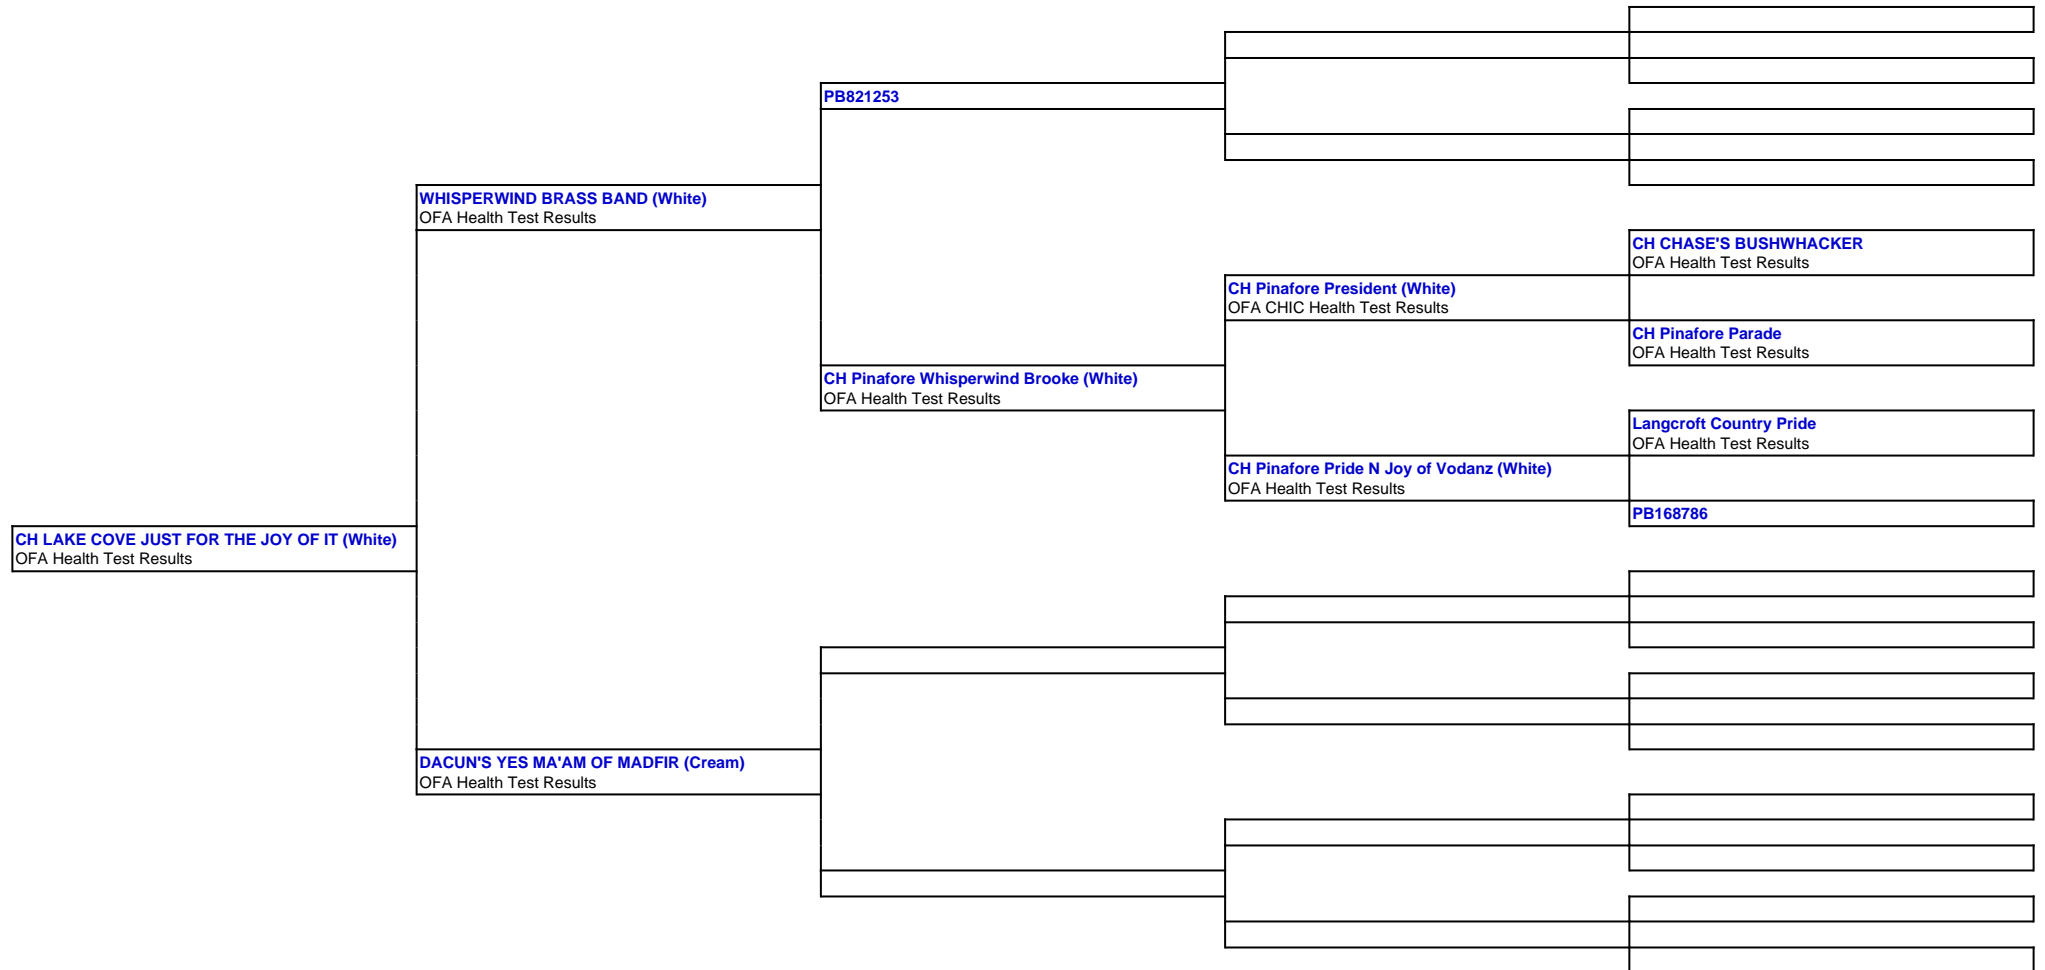 PB821253
WHISPERWIND BRASS BAND (White)
OFA Health Test Results
CH CHASE'S BUSHWHACKER
OFA Health Test Results
CH Pinafore President (White)
OFA CHIC Health Test Results
CH Pinafore Parade
OFA Health Test Results
CH Pinafore Whisperwind Brooke (White)
OFA Health Test Results
Langcroft Country Pride
OFA Health Test Results
CH Pinafore Pride N Joy of Vodanz (White)
OFA Health Test Results
PB168786
CH LAKE COVE JUST FOR THE JOY OF IT (White)
OFA Health Test Results
DACUN'S YES MA'AM OF MADFIR (Cream)
OFA Health Test Results